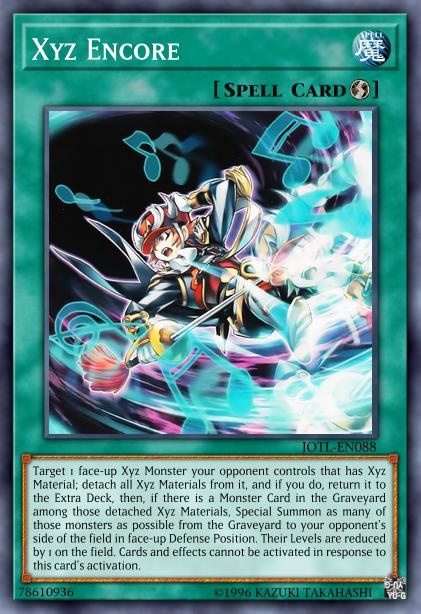 Xyz Encore
SPELL
魔
[Spell Card]
JOTL-EN088
Target 1 face-up Xyz Monster your opponent controls that has Xyz
Material; detach all Xyz Materials from it, and if you do, return it to
the Extra Deck, then, if there is a Monster Card in the Graveyard
among those detached Xyz Materials, Special Summon as many of
those monsters as possible from the Graveyard to your opponent's
side of the field in face-up Defense Position. Their Levels are reduced
by 1 on the field. Cards and effects cannot be activated in response to
this card's activation.
78610936
©1996 KAZUKI TAKAHASHI